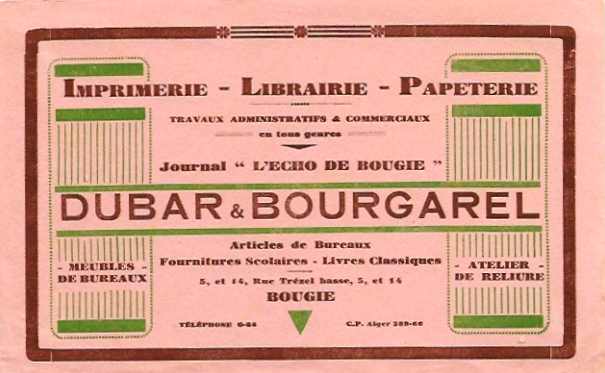 IMPRIMERIE - LIBRAIRIE - PAPETERIE
TRAVAUX ADMINISTRATIFS & COMMERCIAUX
en tous genres
Journal “ L'ECHO DE BOUGIE ”
DUBAR & BOURGAREL
Articles de Bureaux
Fournitures Scolaires - Livres Classiques
5, et 14, Rue Trézel basse, 5, et 14
BOUGIE
- MEUBLES -
DE BUREAUX
- ATELIER -
DE RELIURE
TÉLÉPHONE 0-64
C.P. Alger 289-66